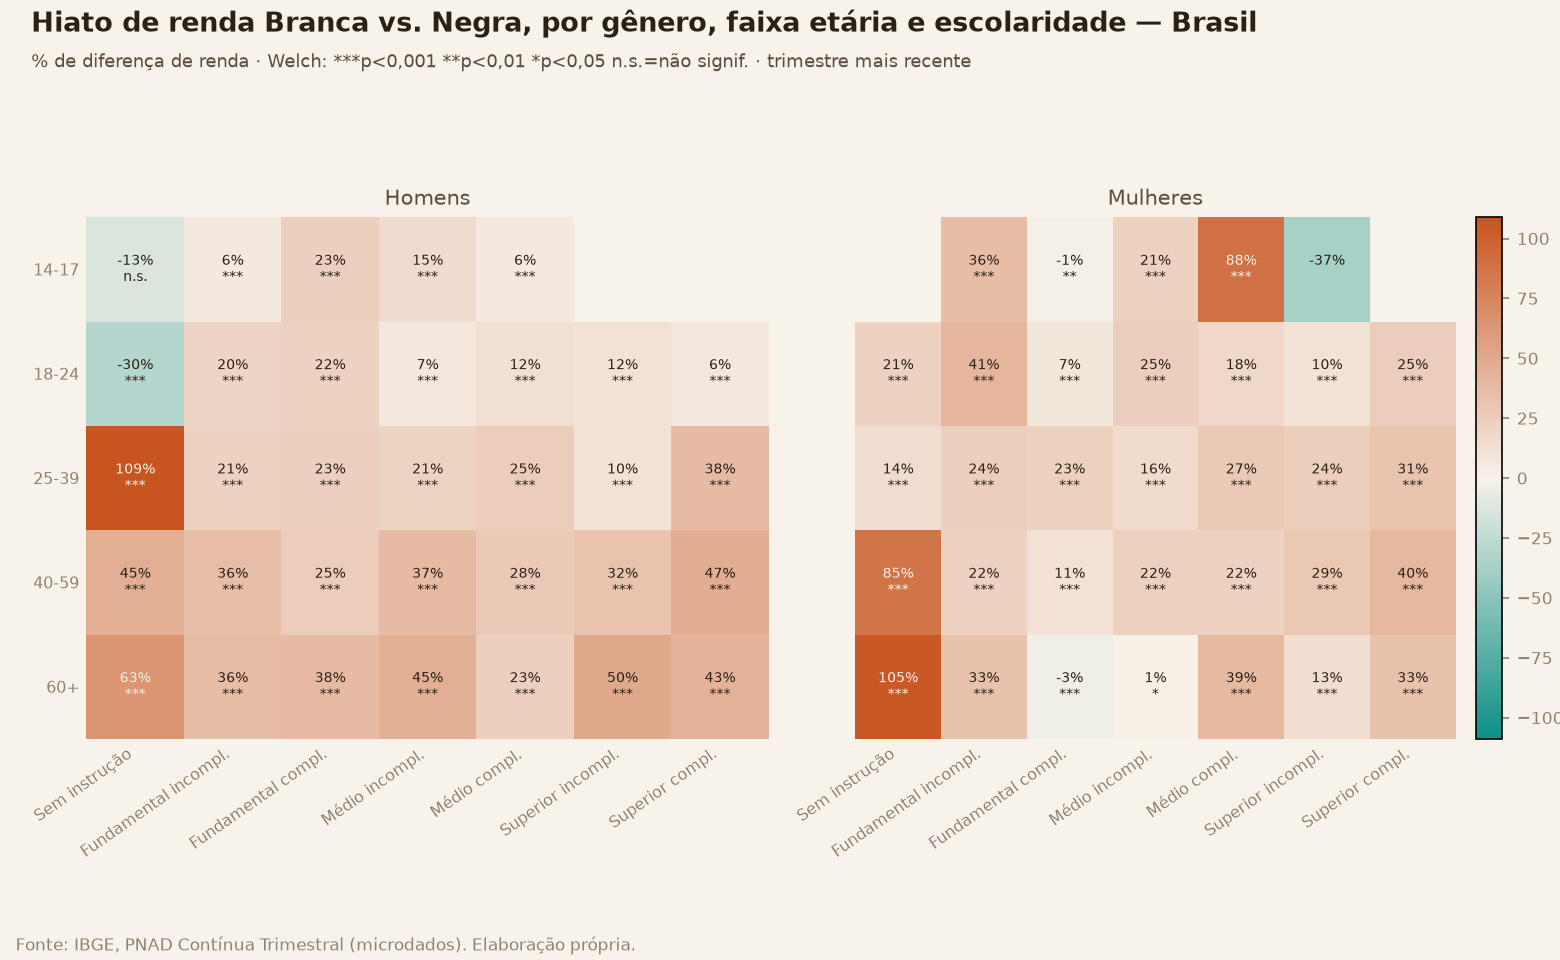 Hiato de renda Branca vs. Negra, por gênero, faixa etária e escolaridade — Brasil
% de diferença de renda · Welch: ***p<0,001 **p<0,01 *p<0,05 n.s.=não signif. · trimestre mais recente
Homens
Mulheres
14-17
-13% 6% 23% 15% 6%
n.s. *** *** *** ***
36% -1% 21% 88% -37%
*** ** *** ***
18-24
-30% 20% 22% 7% 12% 12% 6%
*** *** *** *** *** *** ***
21% 41% 7% 25% 18% 10% 25%
*** *** *** *** *** *** ***
25-39
109% 21% 23% 21% 25% 10% 38%
*** *** *** *** *** *** ***
14% 24% 23% 16% 27% 24% 31%
*** *** *** *** *** *** ***
40-59
45% 36% 25% 37% 28% 32% 47%
*** *** *** *** *** *** ***
85% 22% 11% 22% 22% 29% 40%
*** *** *** *** *** *** ***
60+
63% 36% 38% 45% 23% 50% 43%
*** *** *** *** *** *** ***
105% 33% -3% 1% 39% 13% 33%
*** *** *** * *** *** ***
Sem instrução
Fundamental incompl.
Fundamental compl.
Médio incompl.
Médio compl.
Superior incompl.
Superior compl.
Sem instrução
Fundamental incompl.
Fundamental compl.
Médio incompl.
Médio compl.
Superior incompl.
Superior compl.
100
75
50
25
0
−25
−50
−75
−100
Fonte: IBGE, PNAD Contínua Trimestral (microdados). Elaboração própria.